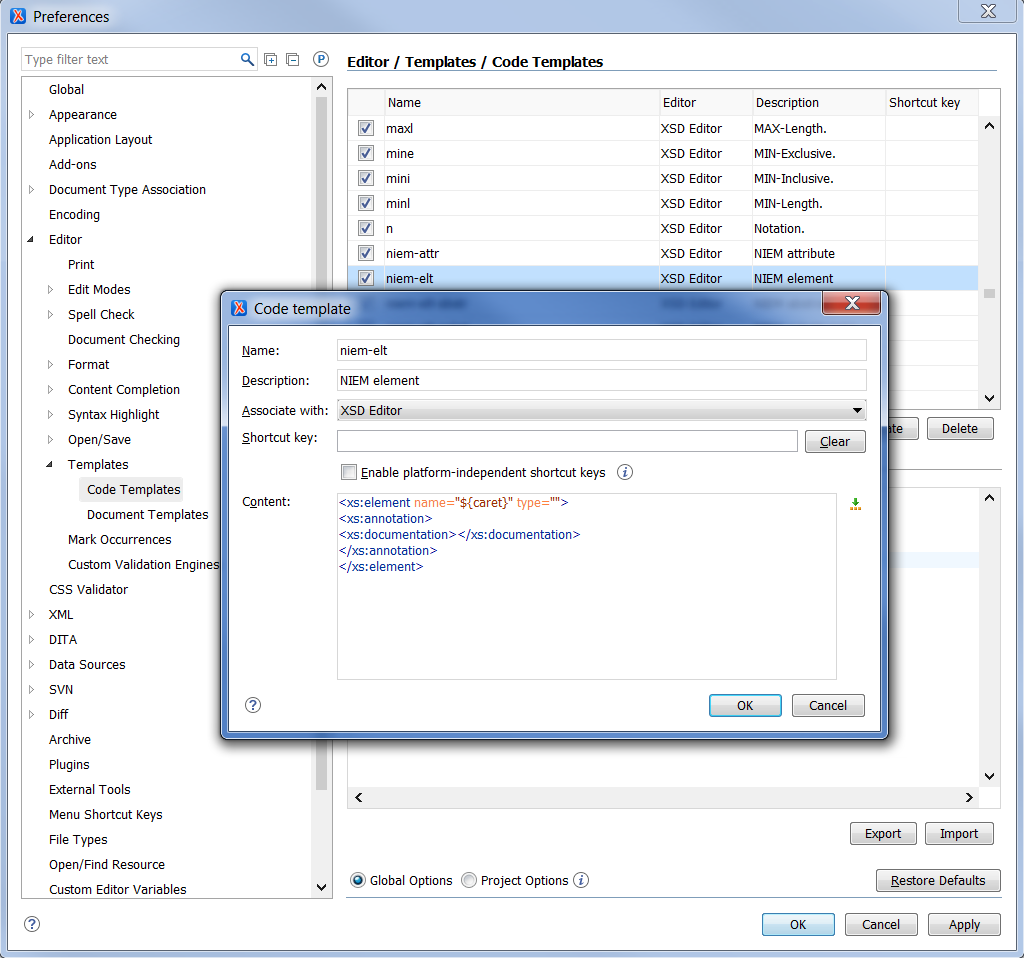 Preferences
Type filter text
P
Global
Appearance
Application Layout
Add-ons
Document Type Association
Encoding
Editor
Print
Edit Modes
Spell Check
Document Checking
Format
Content Completion
Syntax Highlight
Open/Save
Templates
Code Templates
Document Templates
Mark Occurrences
Custom Validation Engines
CSS Validator
XML
DITA
Data Sources
SVN
Diff
Archive
Plugins
External Tools
Menu Shortcut Keys
File Types
Open/Find Resource
Custom Editor Variables
Editor / Templates / Code Templates
Name Editor Description Shortcut key
maxl XSD Editor MAX-Length.
mine XSD Editor MIN-Exclusive.
mini XSD Editor MIN-Inclusive.
minl XSD Editor MIN-Length.
n XSD Editor Notation.
niem-attr XSD Editor NIEM attribute
niem-elt XSD Editor NIEM element
Delete
Code template
Name: niem-elt
Description: NIEM element
Associate with: XSD Editor
Shortcut key: Clear
Enable platform-independent shortcut keys i
Content:
<xs:element name="${caret}" type="">
<xs:annotation>
<xs:documentation></xs:documentation>
</xs:annotation>
</xs:element>
? OK Cancel
Export Import
Global Options Project Options i Restore Defaults
? OK Cancel Apply